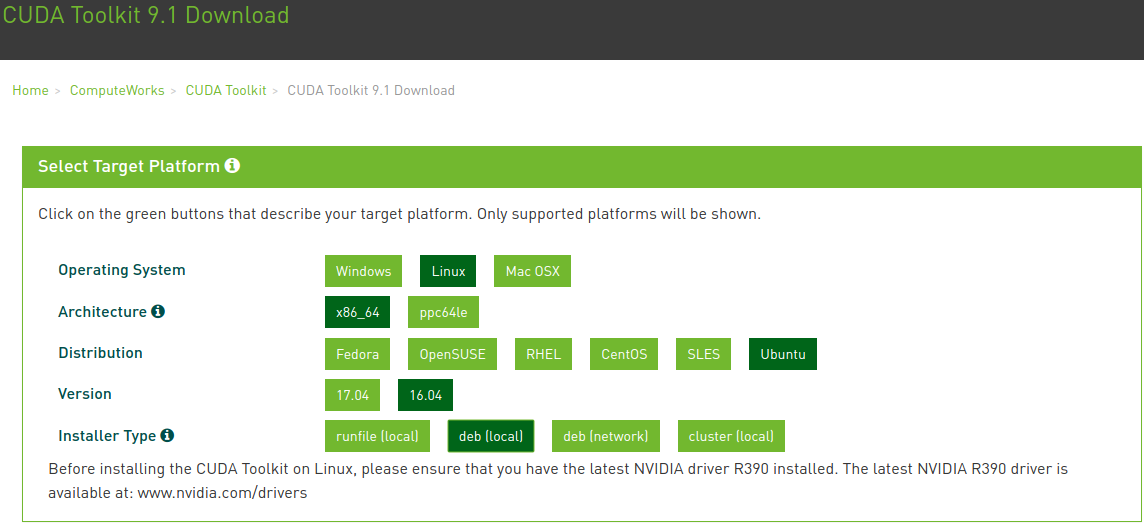 CUDA Toolkit 9.1 Download
Home > ComputeWorks > CUDA Toolkit > CUDA Toolkit 9.1 Download
Select Target Platform
Click on the green buttons that describe your target platform. Only supported platforms will be shown.
Operating System Windows Linux Mac OSX
Architecture x86_64 ppc64le
Distribution Fedora OpenSUSE RHEL CentOS SLES Ubuntu
Version 17.04 16.04
Installer Type runfile (local) deb (local) deb (network) cluster (local)
Before installing the CUDA Toolkit on Linux, please ensure that you have the latest NVIDIA driver R390 installed. The latest NVIDIA R390 driver is
available at: www.nvidia.com/drivers